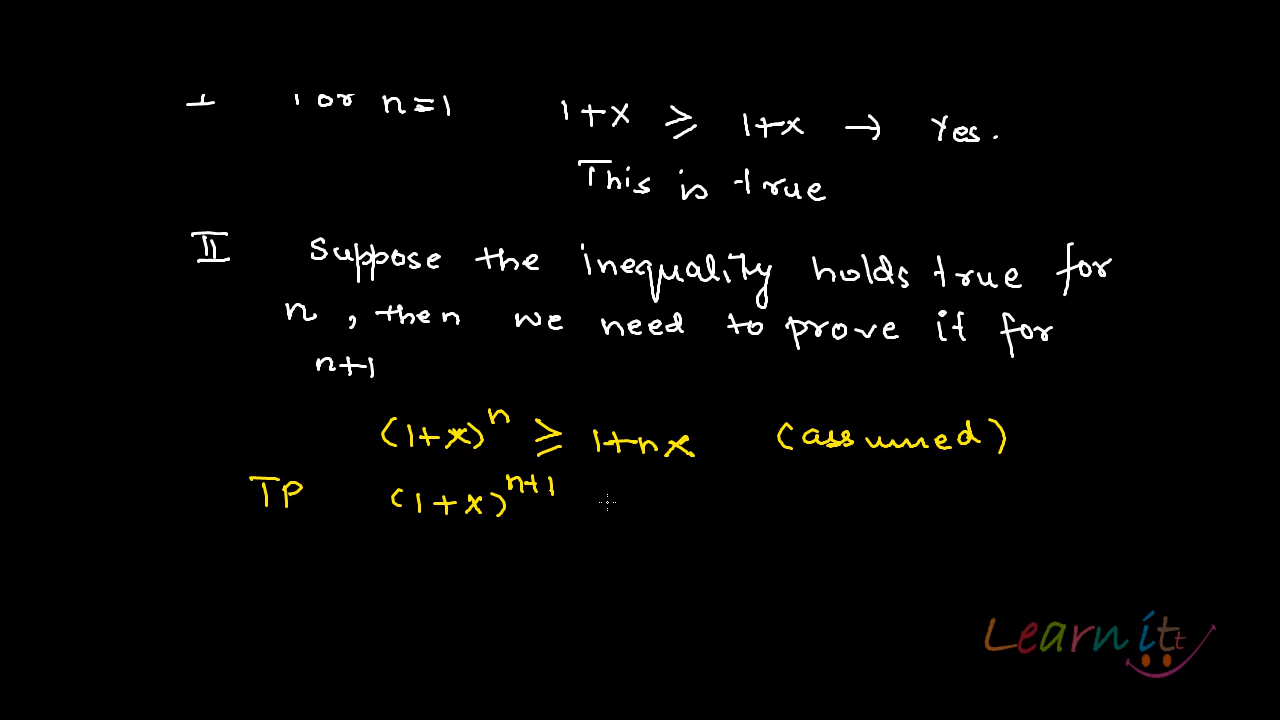 I For n=1 1+x ≥ 1+x → Yes.
This is true
II Suppose the inequality holds true for
n, then we need to prove it for
n+1
(1+x)^n ≥ 1+nx (assumed)
TP (1+x)^{n+1}
Learnitt